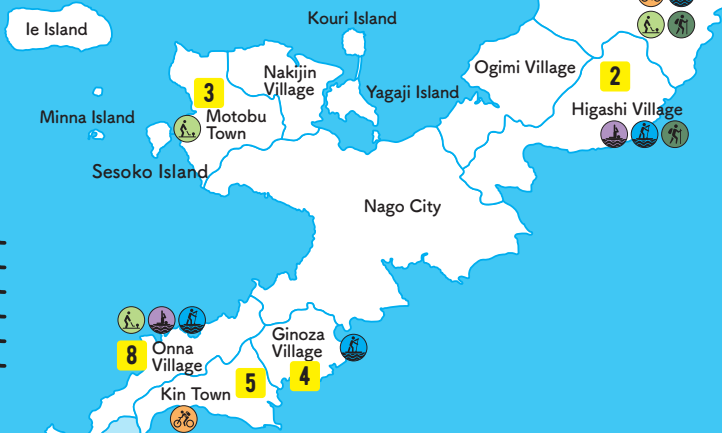 Kouri Island
Ie Island
Nakijin
Village
Ogimi Village
2
3
Yagaji Island
Higashi Village
Minna Island
Motobu
Town
Sesoko Island
Nago City
Ginoza
Village
4
8
Onna
Village
5
Kin Town